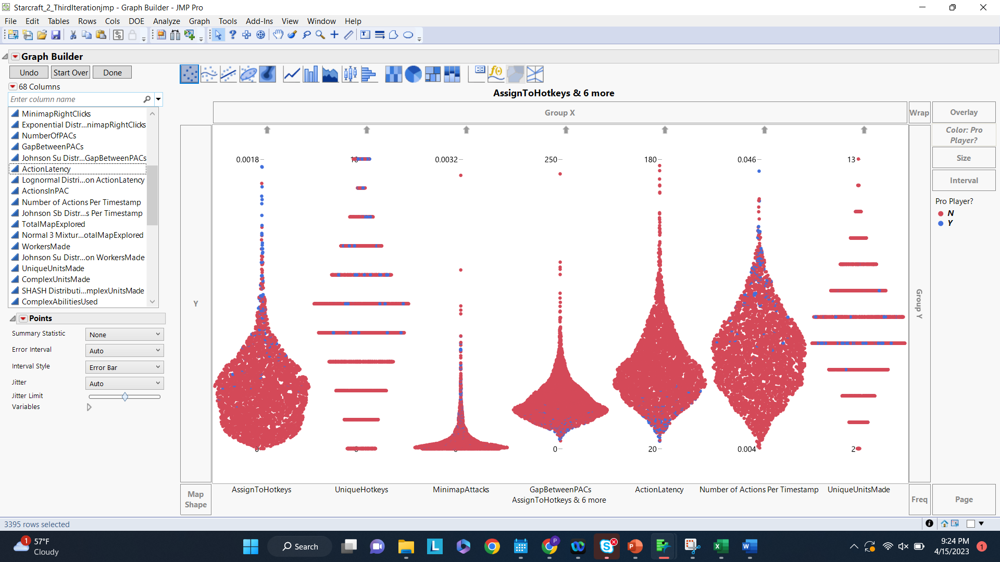 Starcraft_2_ThirdIterationjmp - Graph Builder - JMP Pro
File Edit Tables Rows Cols DOE Analyze Graph Tools Add-Ins View Window Help
Graph Builder
Undo Start Over Done
68 Columns
Enter column name
MinimapRightClicks
Exponential Distr...nimapRightClicks
NumberOfPACs
GapBetweenPACs
Johnson Su Distr...GapBetweenPACs
ActionLatency
Lognormal Distri...on ActionLatency
ActionsInPAC
Number of Actions Per Timestamp
Johnson Sb Distr...s Per Timestamp
TotalMapExplored
Normal 3 Mixtur...otalMapExplored
WorkersMade
Johnson Su Distr...on WorkersMade
UniqueUnitsMade
ComplexUnitsMade
SHASH Distributi...mplexUnitsMade
ComplexAbilitiesUsed
Points
Summary Statistic None
Error Interval Auto
Interval Style Error Bar
Jitter Auto
Jitter Limit
Variables
AssignToHotkeys & 6 more
Group X
Wrap
Overlay
Color: Pro
Player?
Size
Interval
Pro Player?
N
Y
Y
Group Y
0.0018 10 0.0032 250 180 0.046 13
0 0 0 0 20 0.004 2
AssignToHotkeys UniqueHotkeys MinimapAttacks GapBetweenPACs ActionLatency Number of Actions Per Timestamp UniqueUnitsMade
AssignToHotkeys & 6 more
Map
Shape
Freq
Page
3395 rows selected
1
57°F
Cloudy
Search
P
9:24 PM
4/15/2023
1